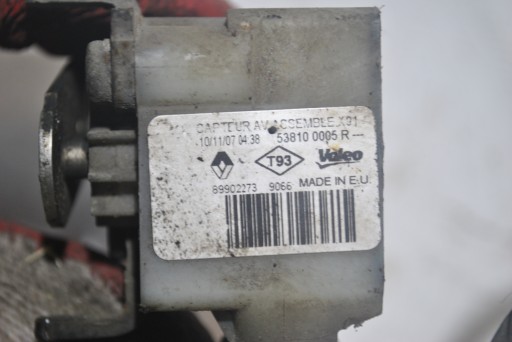 CAPTEUR AV ASSEMBLE X91
10/11/07 04:38 53810 0005 R ---
T93 Valeo
89902273 9066 MADE IN E.U.